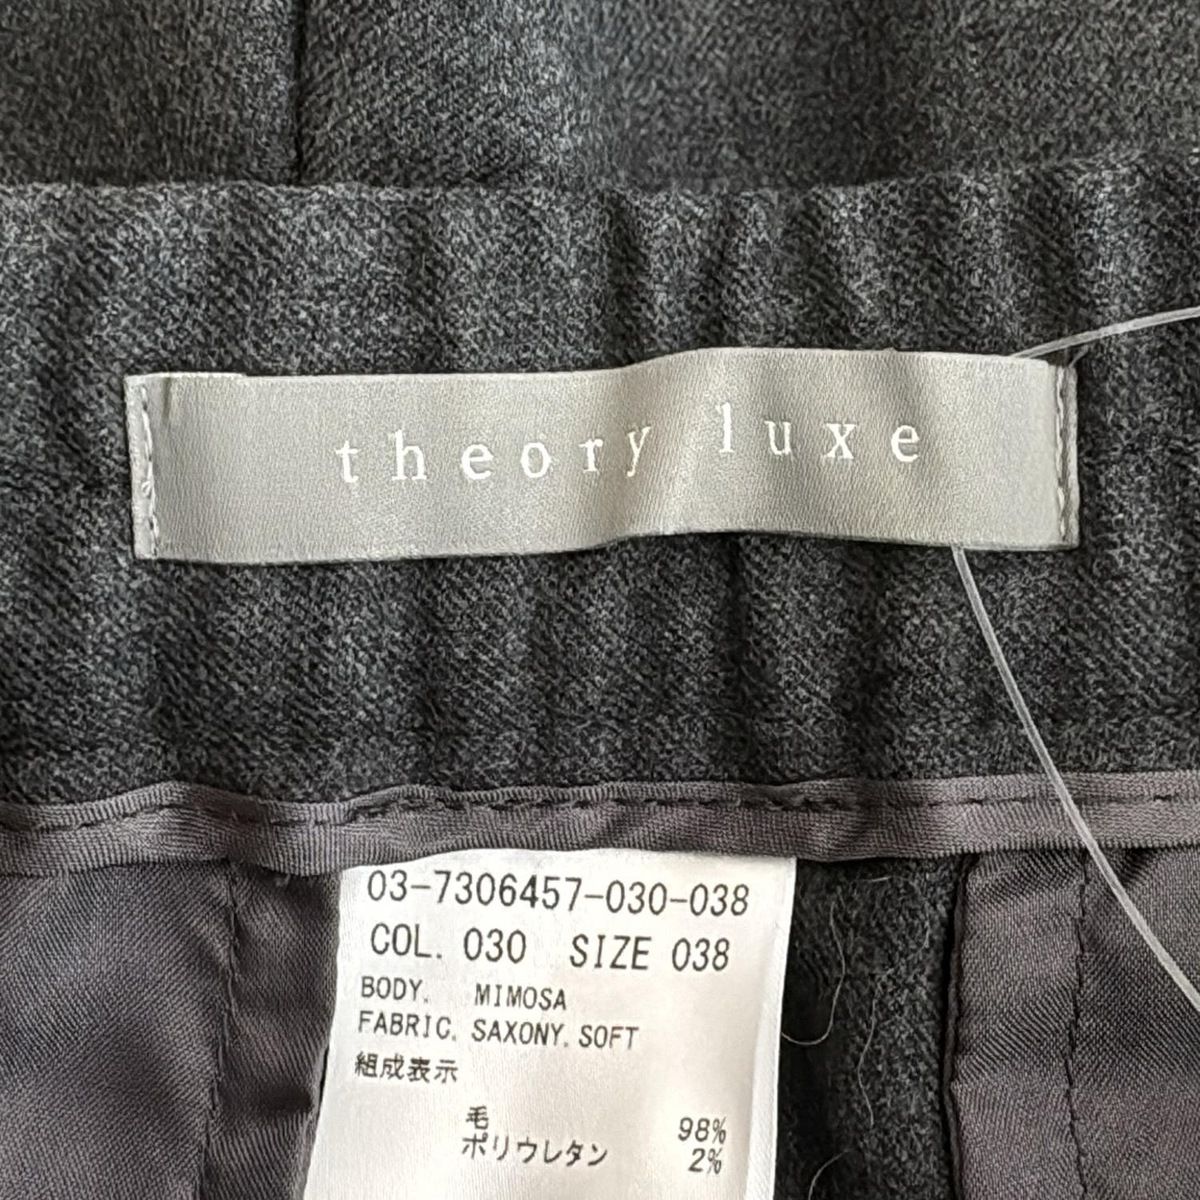 theory luxe
03-7306457-030-038
COL. 030 SIZE 038
BODY. MIMOSA
FABRIC. SAXONY. SOFT
組成表示
毛 98%
ポリウレタン 2%